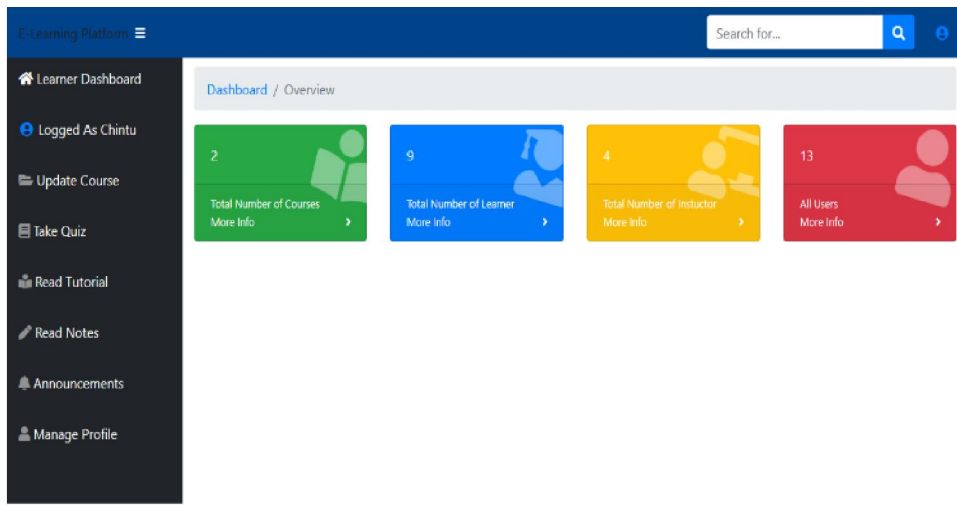 E-Learning Platform
Search for...
Learner Dashboard
Logged As Chintu
Update Course
Take Quiz
Read Tutorial
Read Notes
Announcements
Manage Profile
Dashboard / Overview
2
Total Number of Courses
More Info
9
Total Number of Learner
More Info
4
Total Number of Instuctor
More Info
13
All Users
More Info